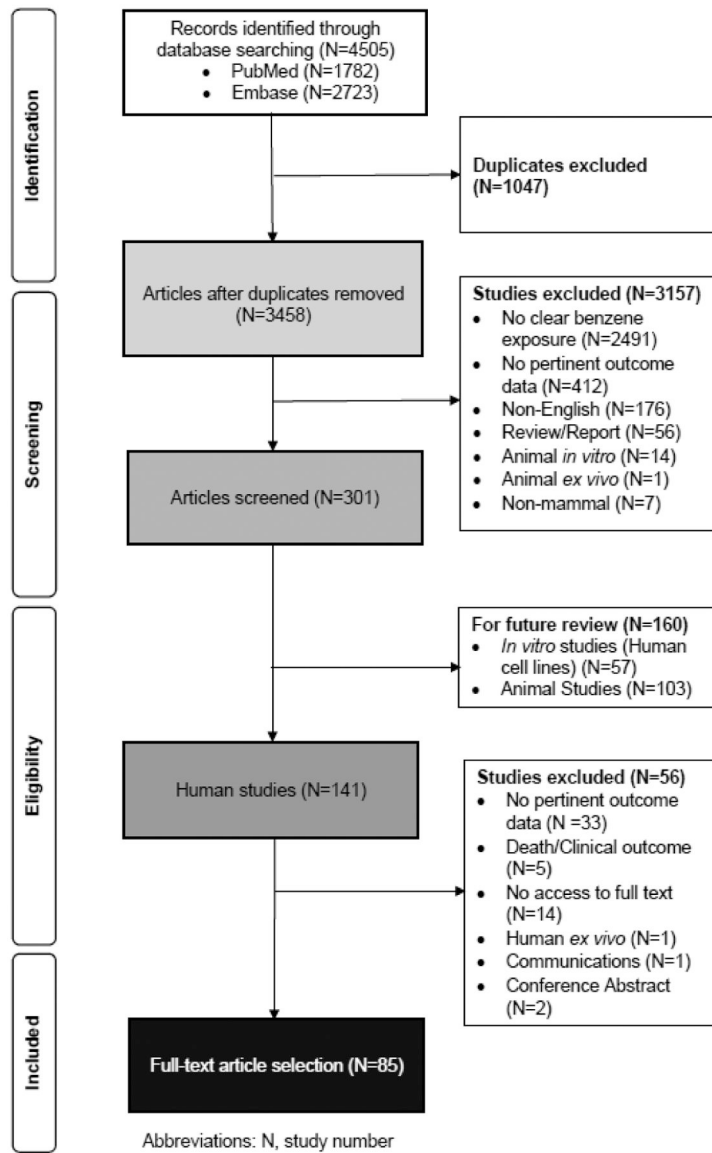 Records identified through
database searching (N=4505)
• PubMed (N=1782)
• Embase (N=2723)
Identification
Duplicates excluded
(N=1047)
Articles after duplicates removed
(N=3458)
Screening
Studies excluded (N=3157)
• No clear benzene
exposure (N=2491)
• No pertinent outcome
data (N=412)
• Non-English (N=176)
• Review/Report (N=56)
• Animal in vitro (N=14)
• Animal ex vivo (N=1)
• Non-mammal (N=7)
Articles screened (N=301)
For future review (N=160)
• In vitro studies (Human
cell lines) (N=57)
• Animal Studies (N=103)
Eligibility
Human studies (N=141)
Studies excluded (N=56)
• No pertinent outcome
data (N =33)
• Death/Clinical outcome
(N=5)
• No access to full text
(N=14)
• Human ex vivo (N=1)
• Communications (N=1)
• Conference Abstract
(N=2)
Included
Full-text article selection (N=85)
Abbreviations: N, study number